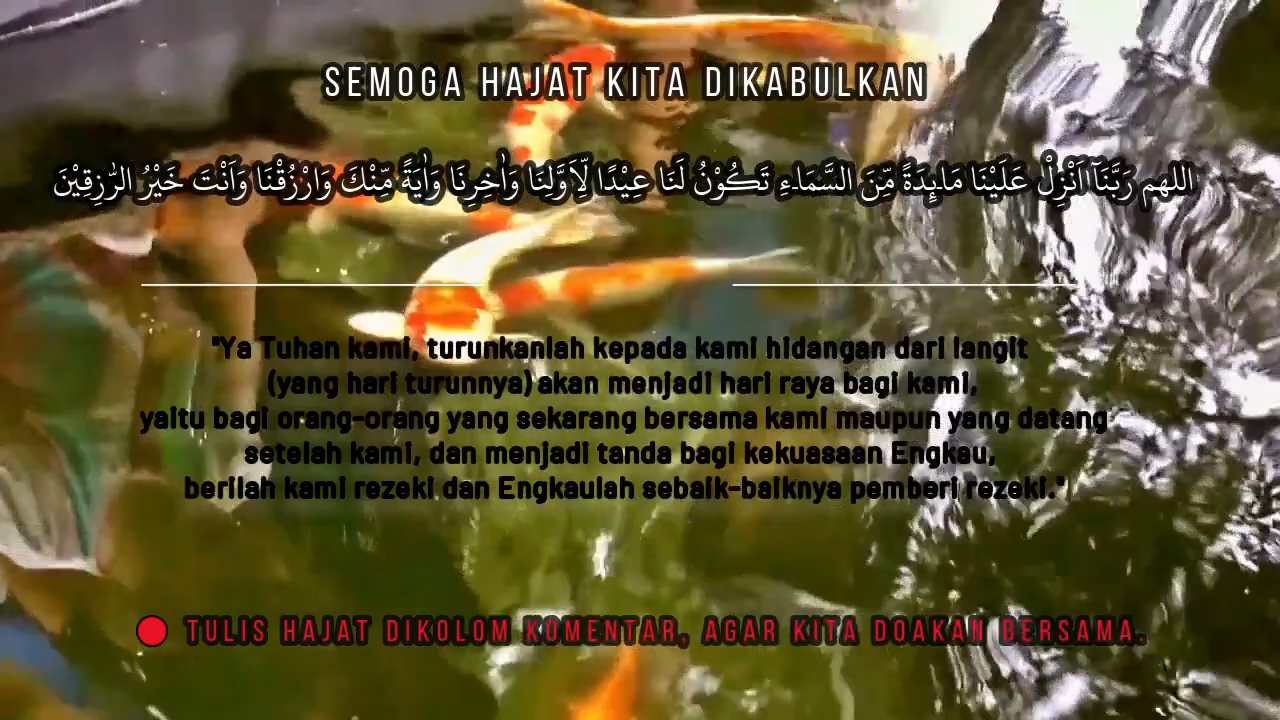 SEMOGA HAJAT KITA DIKABULKAN
اللهم رَبَّنَآ اَنْزِلْ عَلَيْنَا مَاۤىِٕدَةً مِّنَ السَّمَاۤءِ تَكُوْنُ لَنَا عِيْدًا لِّاَوَّلِنَا وَاٰخِرِنَا وَاٰيَةً مِّنْكَ وَارْزُقْنَا وَاَنْتَ خَيْرُ الرّٰزِقِيْنَ
"Ya Tuhan kami, turunkanlah kepada kami hidangan dari langit
(yang hari turunnya) akan menjadi hari raya bagi kami,
yaitu bagi orang-orang yang sekarang bersama kami maupun yang datang
setelah kami, dan menjadi tanda bagi kekuasaan Engkau,
berilah kami rezeki dan Engkaulah sebaik-baiknya pemberi rezeki."
TULIS HAJAT DIKOLOM KOMENTAR, AGAR KITA DOAKAN BERSAMA.